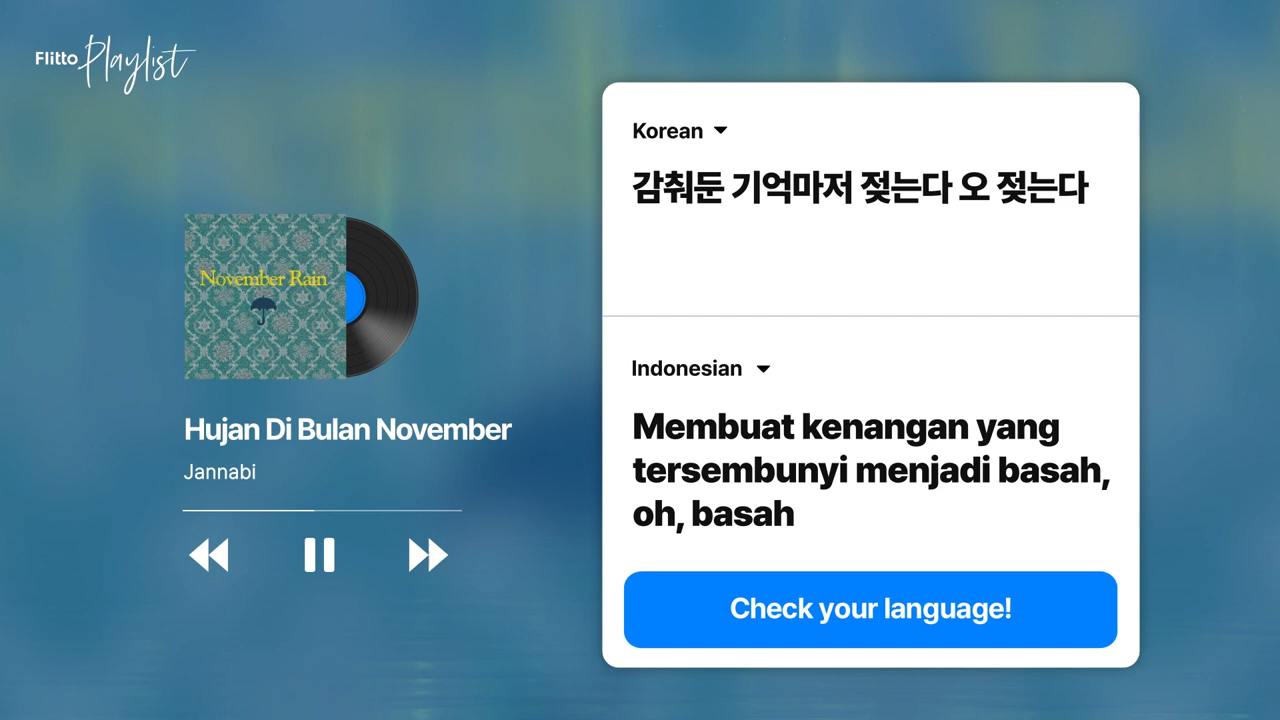 Flitto Playlist
November Rain
Hujan Di Bulan November
Jannabi
Korean
감춰둔 기억마저 젖는다 오 젖는다
Indonesian
Membuat kenangan yang
tersembunyi menjadi basah,
oh, basah
Check your language!